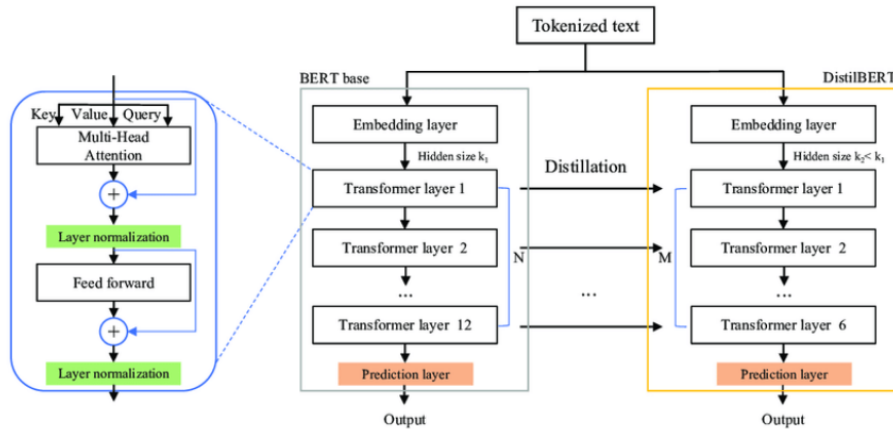 Tokenized text
BERT base
DistilBERT
Key
Value
Query
Multi-Head
Attention
+
Layer normalization
Feed forward
+
Layer normalization
Embedding layer
Hidden size k₁
Transformer layer 1
Transformer layer 2
...
Transformer layer 12
N
Prediction layer
Output
Distillation
...
Embedding layer
Hidden size k₂< k₁
Transformer layer 1
Transformer layer 2
...
M
Transformer layer 6
Prediction layer
Output